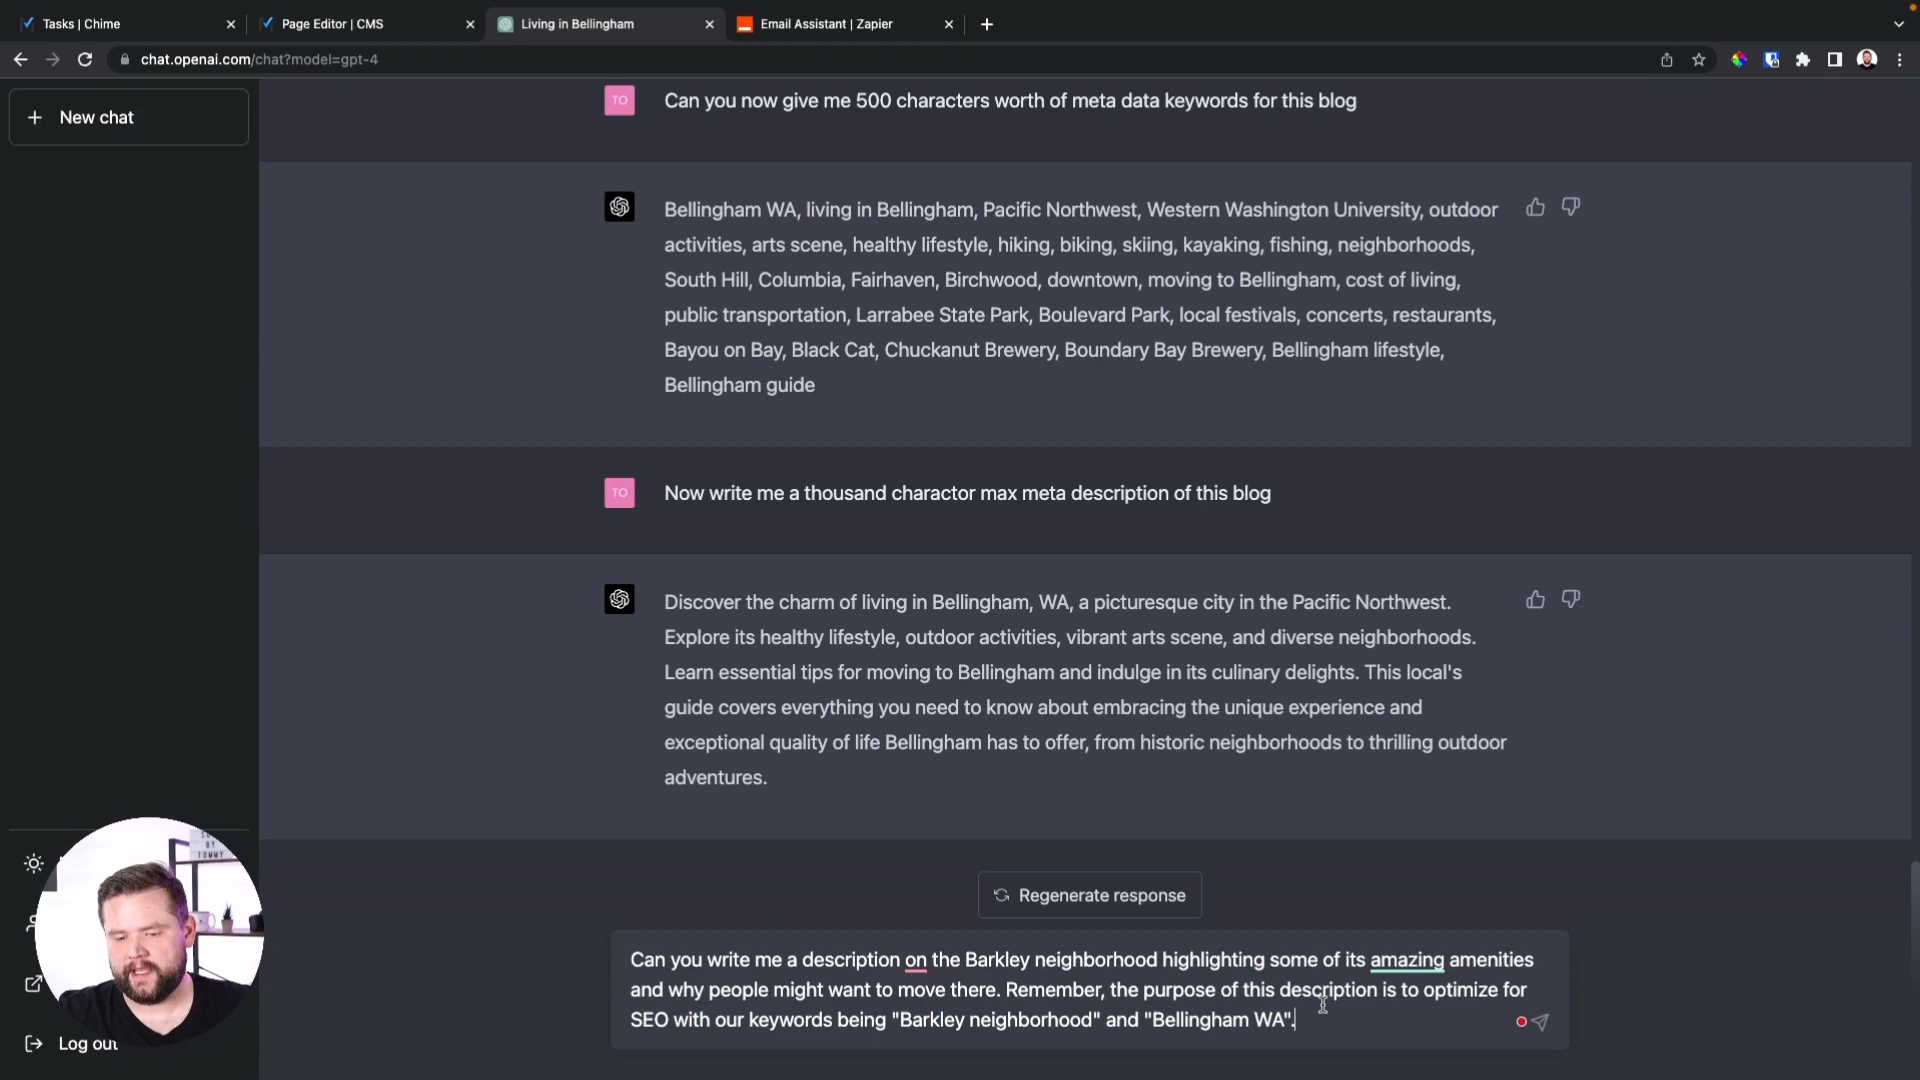 Tasks | Chime
Page Editor | CMS
Living in Bellingham
Email Assistant | Zapier
chat.openai.com/chat?model=gpt-4
New chat
TO
Can you now give me 500 characters worth of meta data keywords for this blog
Bellingham WA, living in Bellingham, Pacific Northwest, Western Washington University, outdoor
activities, arts scene, healthy lifestyle, hiking, biking, skiing, kayaking, fishing, neighborhoods,
South Hill, Columbia, Fairhaven, Birchwood, downtown, moving to Bellingham, cost of living,
public transportation, Larrabee State Park, Boulevard Park, local festivals, concerts, restaurants,
Bayou on Bay, Black Cat, Chuckanut Brewery, Boundary Bay Brewery, Bellingham lifestyle,
Bellingham guide
TO
Now write me a thousand charactor max meta description of this blog
Discover the charm of living in Bellingham, WA, a picturesque city in the Pacific Northwest.
Explore its healthy lifestyle, outdoor activities, vibrant arts scene, and diverse neighborhoods.
Learn essential tips for moving to Bellingham and indulge in its culinary delights. This local's
guide covers everything you need to know about embracing the unique experience and
exceptional quality of life Bellingham has to offer, from historic neighborhoods to thrilling outdoor
adventures.
Regenerate response
Can you write me a description on the Barkley neighborhood highlighting some of its amazing amenities
and why people might want to move there. Remember, the purpose of this description is to optimize for
SEO with our keywords being "Barkley neighborhood" and "Bellingham WA".
BY
TOMMY
Log out